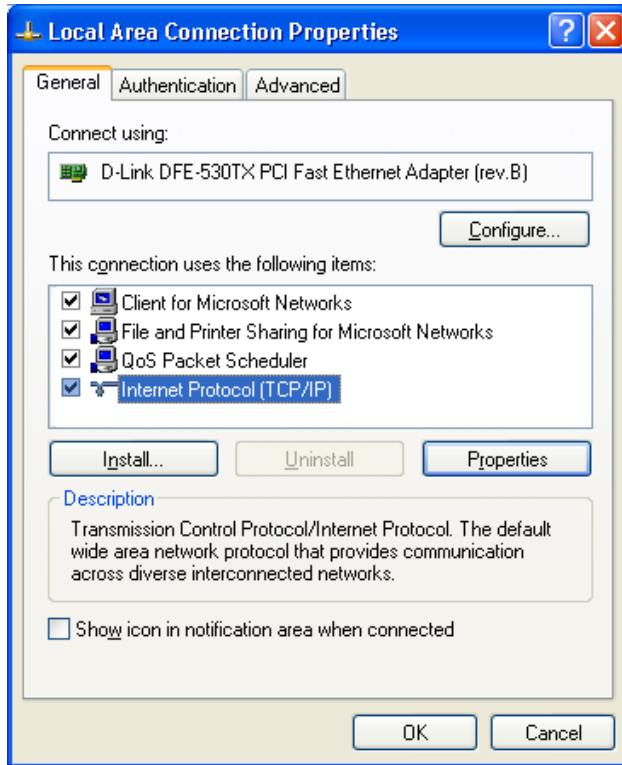 Local Area Connection Properties
General Authentication Advanced
Connect using:
D-Link DFE-530TX PCI Fast Ethernet Adapter (rev.B)
Configure...
This connection uses the following items:
Client for Microsoft Networks
File and Printer Sharing for Microsoft Networks
QoS Packet Scheduler
Internet Protocol (TCP/IP)
Install... Uninstall Properties
Description
Transmission Control Protocol/Internet Protocol. The default
wide area network protocol that provides communication
across diverse interconnected networks.
Show icon in notification area when connected
OK Cancel